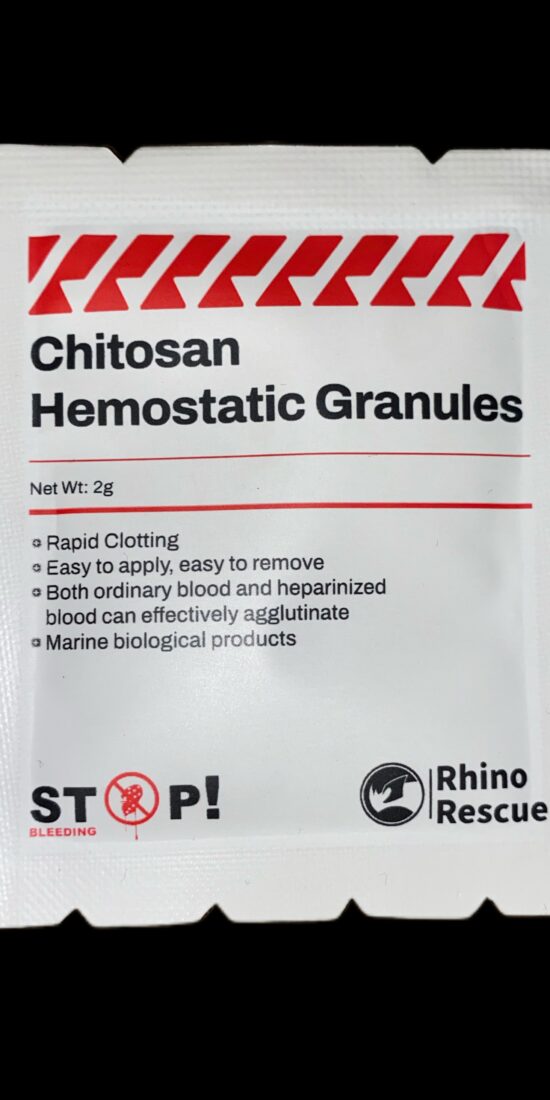 Chitosan
Hemostatic Granules
Net Wt: 2g
Rapid Clotting
Easy to apply, easy to remove
Both ordinary blood and heparinized
blood can effectively agglutinate
Marine biological products
STOP!
BLEEDING
Rhino
Rescue